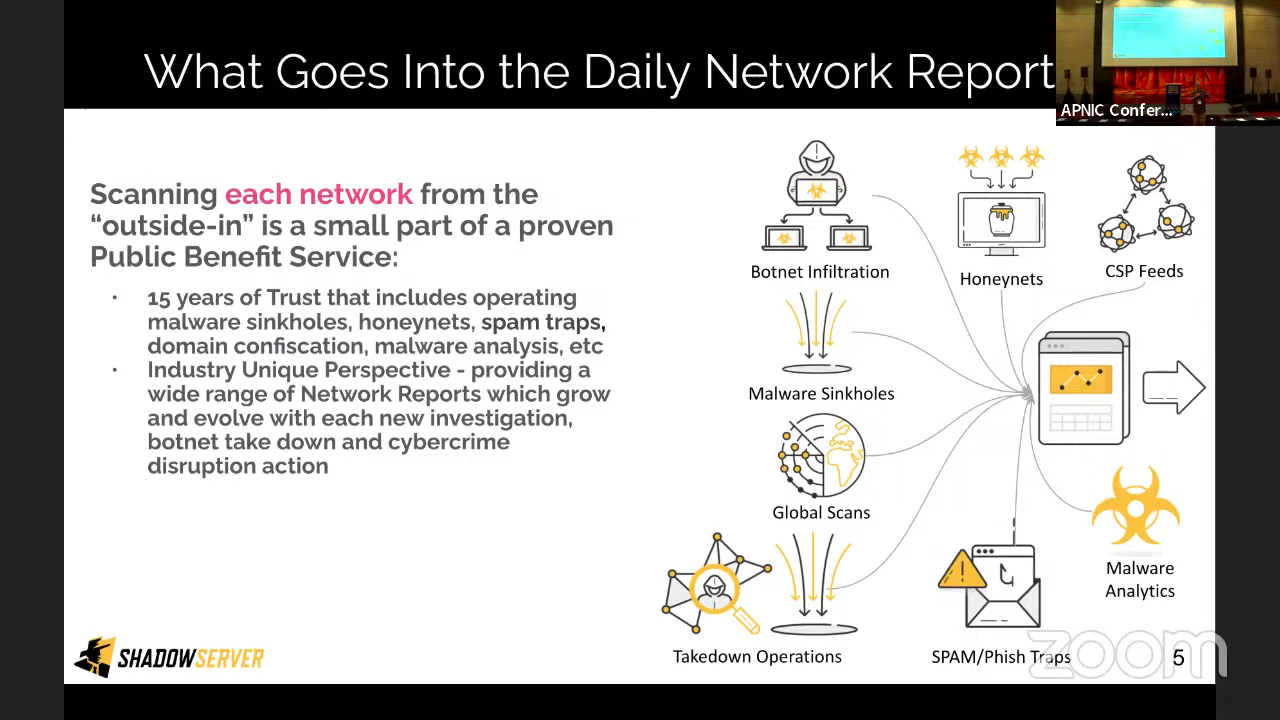 What Goes Into the Daily Network Report
APNIC Confer...
Scanning each network from the
“outside-in” is a small part of a proven
Public Benefit Service:
• 15 years of Trust that includes operating
malware sinkholes, honeynets, spam traps,
domain confiscation, malware analysis, etc
• Industry Unique Perspective - providing a
wide range of Network Reports which grow
and evolve with each new investigation,
botnet take down and cybercrime
disruption action
Botnet Infiltration
Honeynets
CSP Feeds
Malware Sinkholes
Global Scans
Malware
Analytics
Takedown Operations
SPAM/Phish Traps
SHADOWSERVER
zoom
5